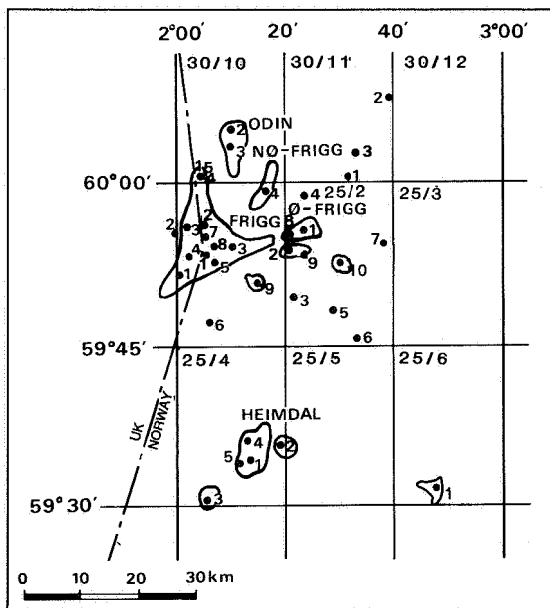 2°00′ 20′ 40′ 3°00′
30/10 30/11 30/12
2
2 ODIN
3 NØ-FRIGG 3
15
14 1
60°00′ 4 4 25/2 25/3
Ø-FRIGG
2 3 2 FRIGG 8 1
7 7
4 8 3 2 9
1 5 10
1 9
3
5
6
6
59°45′
25/4 25/5 25/6
UK
NORWAY
HEIMDAL
4 2
5 1
3 1
59°30′
0 10 20 30km